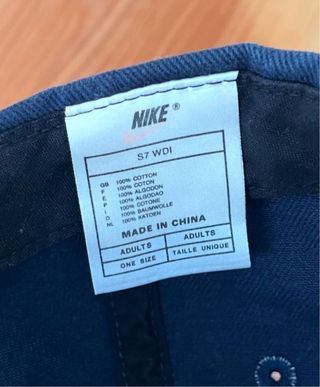 NIKE ®
S7 WDI
GB 100% COTTON
F 100% COTON
E 100% ALGODON
P 100% ALGODAO
I 100% COTONE
D 100% BAUMWOLLE
NL 100% KATOEN
MADE IN CHINA
ADULTS ADULTS
ONE SIZE TAILLE UNIQUE